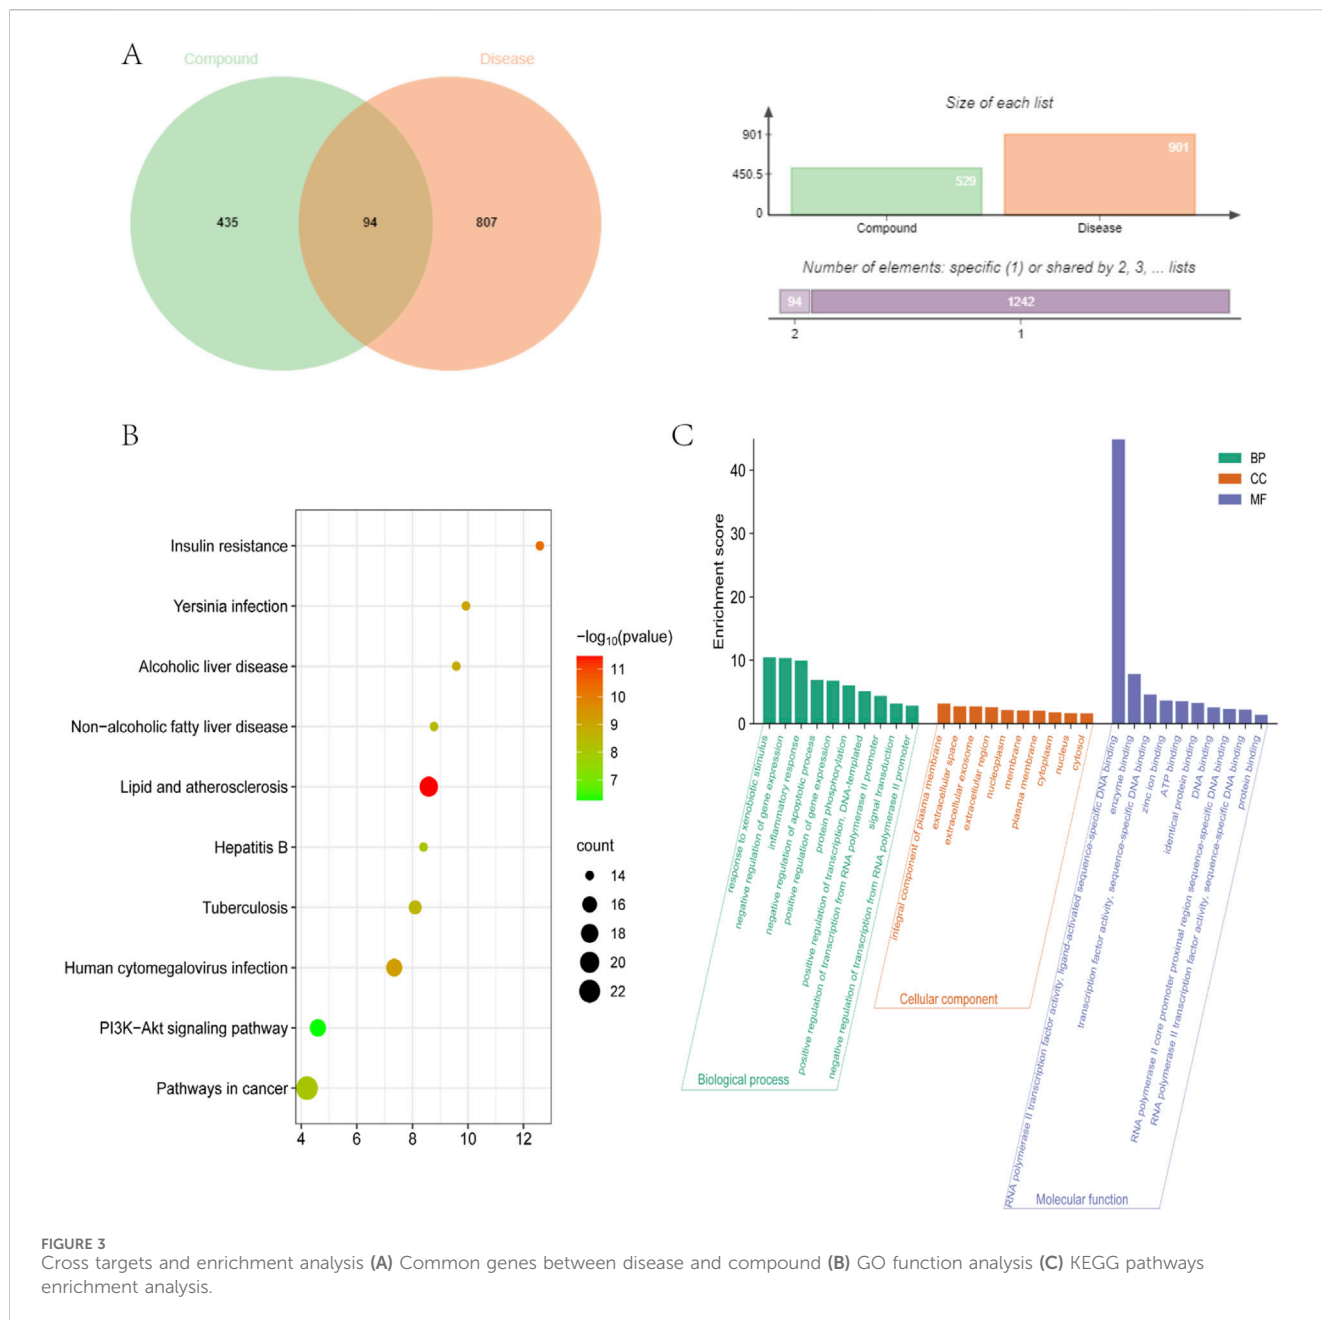 A
Compound
Disease
435
94
807
Size of each list
901
450.5
0
529
901
Compound
Disease
Number of elements: specific (1) or shared by 2, 3, ... lists
94
1242
2
1
B
Insulin resistance
Yersinia infection
Alcoholic liver disease
Non−alcoholic fatty liver disease
Lipid and atherosclerosis
Hepatitis B
Tuberculosis
Human cytomegalovirus infection
PI3K−Akt signaling pathway
Pathways in cancer
4
6
8
10
12
−log10(pvalue)
11
10
9
8
7
count
14
16
18
20
22
C
Enrichment score
40
30
20
10
0
BP
CC
MF
response to xenobiotic stimulus
negative regulation of gene expression
inflammatory response
negative regulation of apoptotic process
positive regulation of gene expression
protein phosphorylation
positive regulation of transcription, DNA-templated
positive regulation of transcription from RNA polymerase II promoter
signal transduction
negative regulation of transcription from RNA polymerase II promoter
Biological process
integral component of plasma membrane
extracellular space
extracellular exosome
extracellular region
nucleoplasm
membrane
plasma membrane
cytoplasm
nucleus
cytosol
Cellular component
RNA polymerase II transcription factor activity, ligand-activated sequence-specific DNA binding
enzyme binding
transcription factor activity, sequence-specific DNA binding
zinc ion binding
ATP binding
identical protein binding
DNA binding
RNA polymerase II core promoter proximal region sequence-specific DNA binding
RNA polymerase II transcription factor activity, sequence-specific DNA binding
protein binding
Molecular function
FIGURE 3
Cross targets and enrichment analysis (A) Common genes between disease and compound (B) GO function analysis (C) KEGG pathways
enrichment analysis.